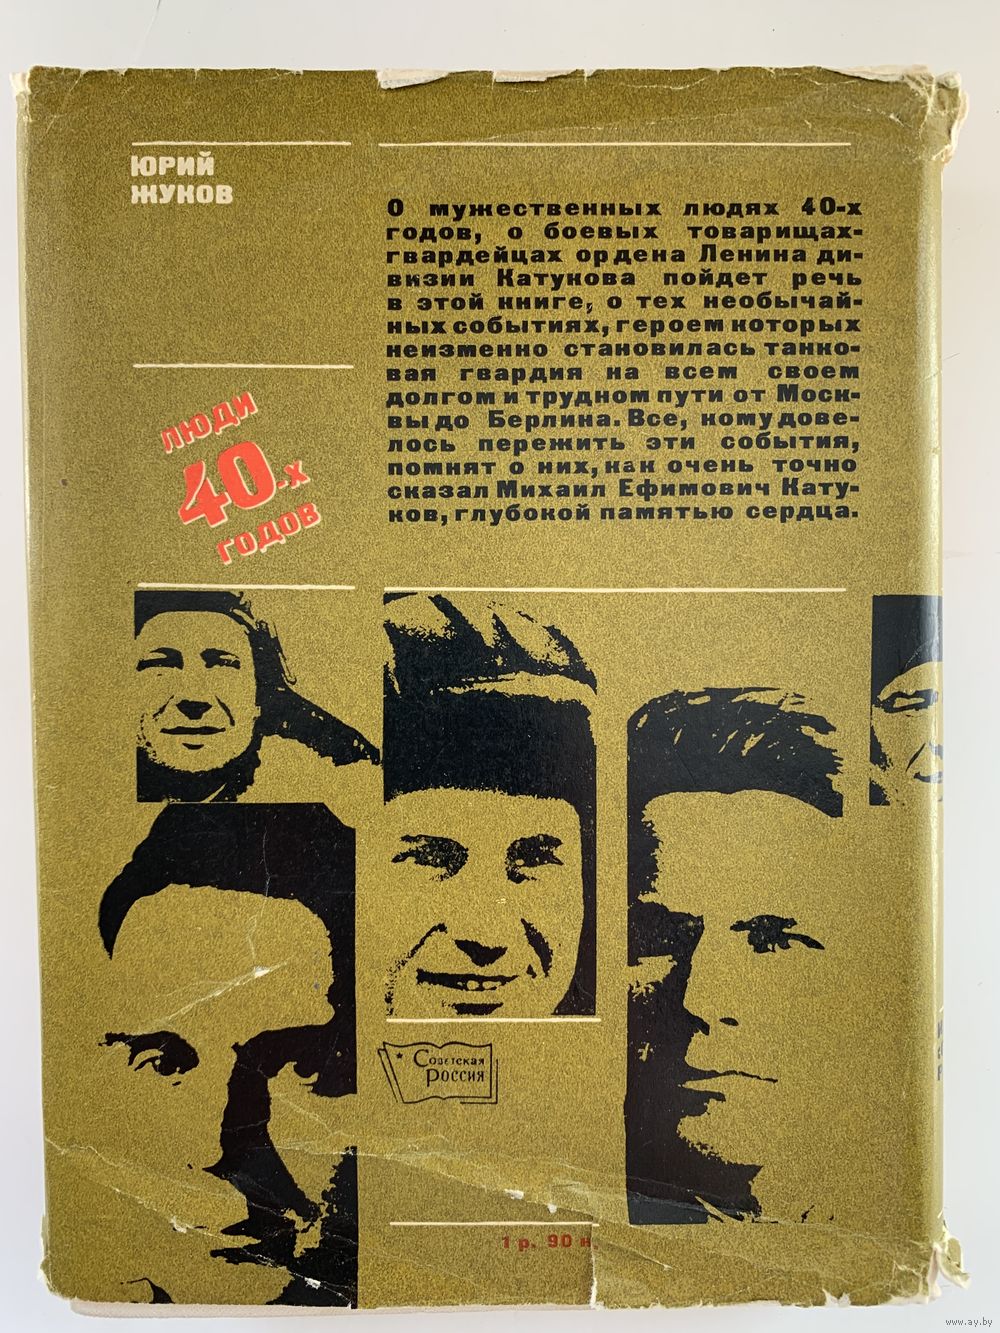 ЮРИЙ
ЖУКОВ
О мужественных людях 40-х
годов, о боевых товарищах-
гвардейцах ордена Ленина ди-
визии Катукова пойдет речь
в этой книге, о тех необычай-
ных событиях, героем которых
неизменно становилась танко-
вая гвардия на всем своем
долгом и трудном пути от Моск-
вы до Берлина. Все, кому дове-
лось пережить эти события,
помнят о них, как очень точно
сказал Михаил Ефимович Кату-
ков, глубокой памятью сердца.
ЛЮДИ
40-х
ГОДОВ
Советская
Россия
1 р. 90 к.
www.ay.by